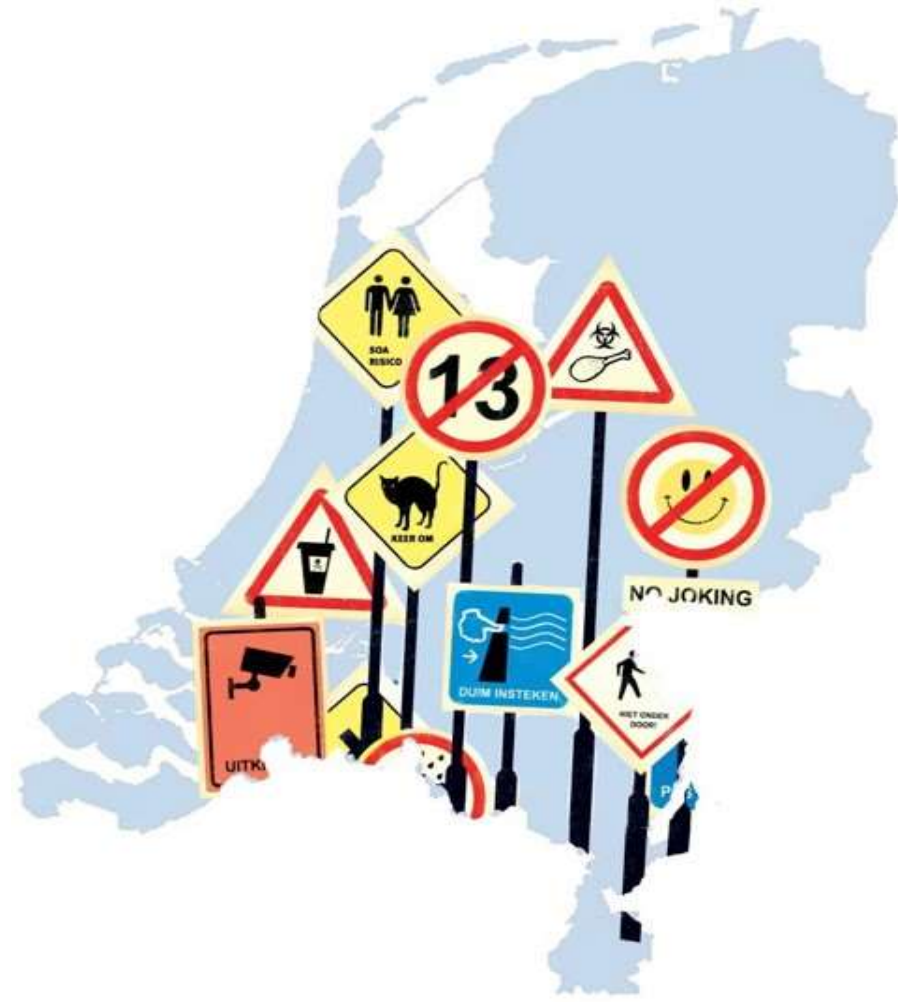 SOA
RISICO
13
KEER OM
NO JOKING
DUIM INSTEKEN
NIET ONDER
DOOR!